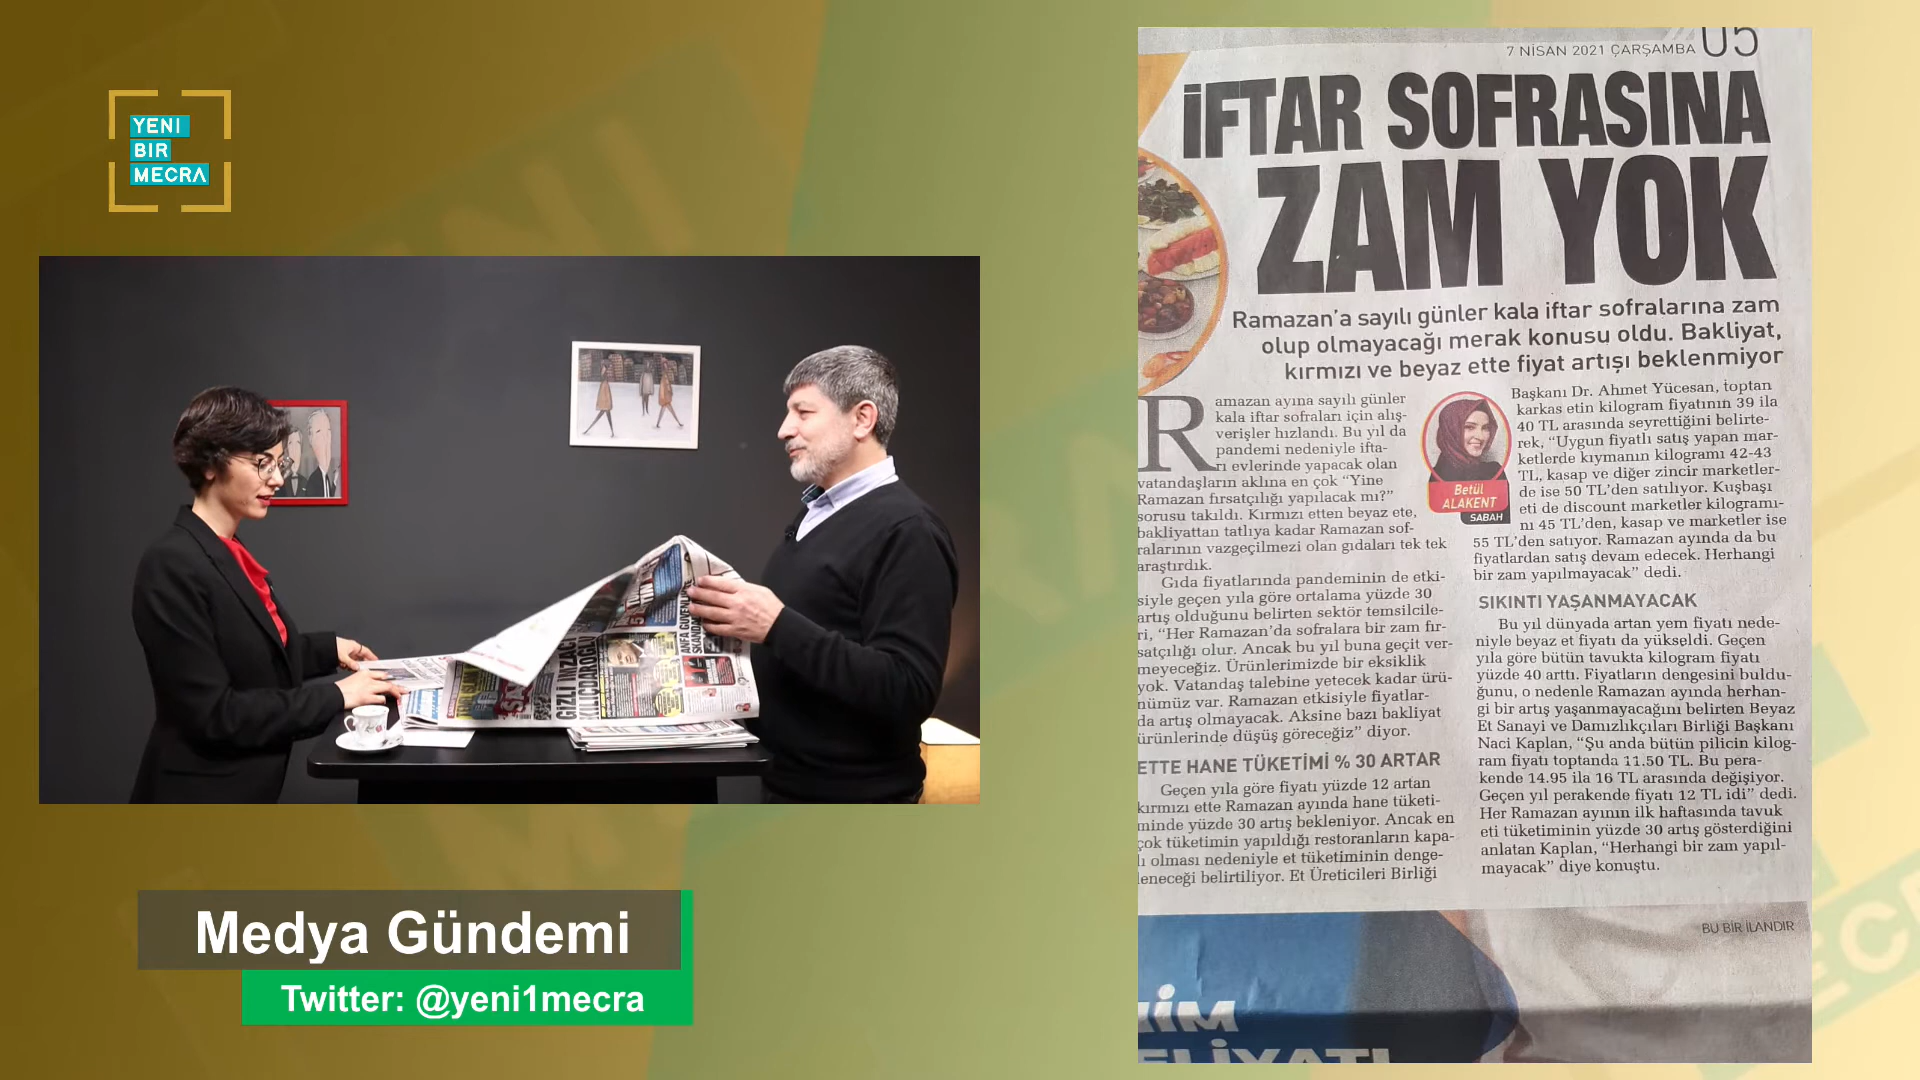 YENİ
BIR
MECRA
GİZLİ İMZACI
KILIÇDAROĞLU
Medya Gündemi
Twitter: @yeni1mecra
7 NİSAN 2021 ÇARŞAMBA 05
İFTAR SOFRASINA
ZAM YOK
Ramazan’a sayılı günler kala iftar sofralarına zam
olup olmayacağı merak konusu oldu. Bakliyat,
kırmızı ve beyaz ette fiyat artışı beklenmiyor
Ramazan ayına sayılı günler
kala iftar sofraları için alış-
verişler hızlandı. Bu yıl da
pandemi nedeniyle ifta-
rı evlerinde yapacak olan
vatandaşların aklına en çok “Yine
Ramazan fırsatçılığı yapılacak mı?”
sorusu takıldı. Kırmızı etten beyaz ete,
bakliyattan tatlıya kadar Ramazan sof-
ralarının vazgeçilmezi olan gıdaları tek tek
araştırdık.
Gıda fiyatlarında pandeminin de etki-
siyle geçen yıla göre ortalama yüzde 30
artış olduğunu belirten sektör temsilcile-
ri, “Her Ramazan’da sofralara bir zam fır-
satçılığı olur. Ancak bu yıl buna geçit ver-
meyeceğiz. Ürünlerimizde bir eksiklik
yok. Vatandaş talebine yetecek kadar ürü-
nümüz var. Ramazan etkisiyle fiyatlar-
da artış olmayacak. Aksine bazı bakliyat
ürünlerinde düşüş göreceğiz” diyor.
ETTE HANE TÜKETİMİ % 30 ARTAR
Geçen yıla göre fiyatı yüzde 12 artan
kırmızı ette Ramazan ayında hane tüketi-
minde yüzde 30 artış bekleniyor. Ancak en
çok tüketimin yapıldığı restoranların kapa-
lı olması nedeniyle et tüketiminin denge-
leneceği belirtiliyor. Et Üreticileri Birliği
Betül
ALAKENT
SABAH
Başkanı Dr. Ahmet Yücesan, toptan
karkas etin kilogram fiyatının 39 ila
40 TL arasında seyrettiğini belirte-
rek, “Uygun fiyatlı satış yapan mar-
ketlerde kıymanın kilogramı 42-43
TL, kasap ve diğer zincir marketler-
de ise 50 TL’den satılıyor. Kuşbaşı
eti de discount marketler kilogramı-
nı 45 TL’den, kasap ve marketler ise
55 TL’den satıyor. Ramazan ayında da bu
fiyatlardan satış devam edecek. Herhangi
bir zam yapılmayacak” dedi.
SIKINTI YAŞANMAYACAK
Bu yıl dünyada artan yem fiyatı nede-
niyle beyaz et fiyatı da yükseldi. Geçen
yıla göre bütün tavukta kilogram fiyatı
yüzde 40 arttı. Fiyatların dengesini buldu-
ğunu, o nedenle Ramazan ayında herhan-
gi bir artış yaşanmayacağını belirten Beyaz
Et Sanayi ve Damızlıkçıları Birliği Başkanı
Naci Kaplan, “Şu anda bütün pilicin kilog-
ram fiyatı toptanda 11.50 TL. Bu pera-
kende 14.95 ila 16 TL arasında değişiyor.
Geçen yıl perakende fiyatı 12 TL idi” dedi.
Her Ramazan ayının ilk haftasında tavuk
eti tüketiminin yüzde 30 artış gösterdiğini
anlatan Kaplan, “Herhangi bir zam yapıl-
mayacak” diye konuştu.
BU BİR İLANDIR